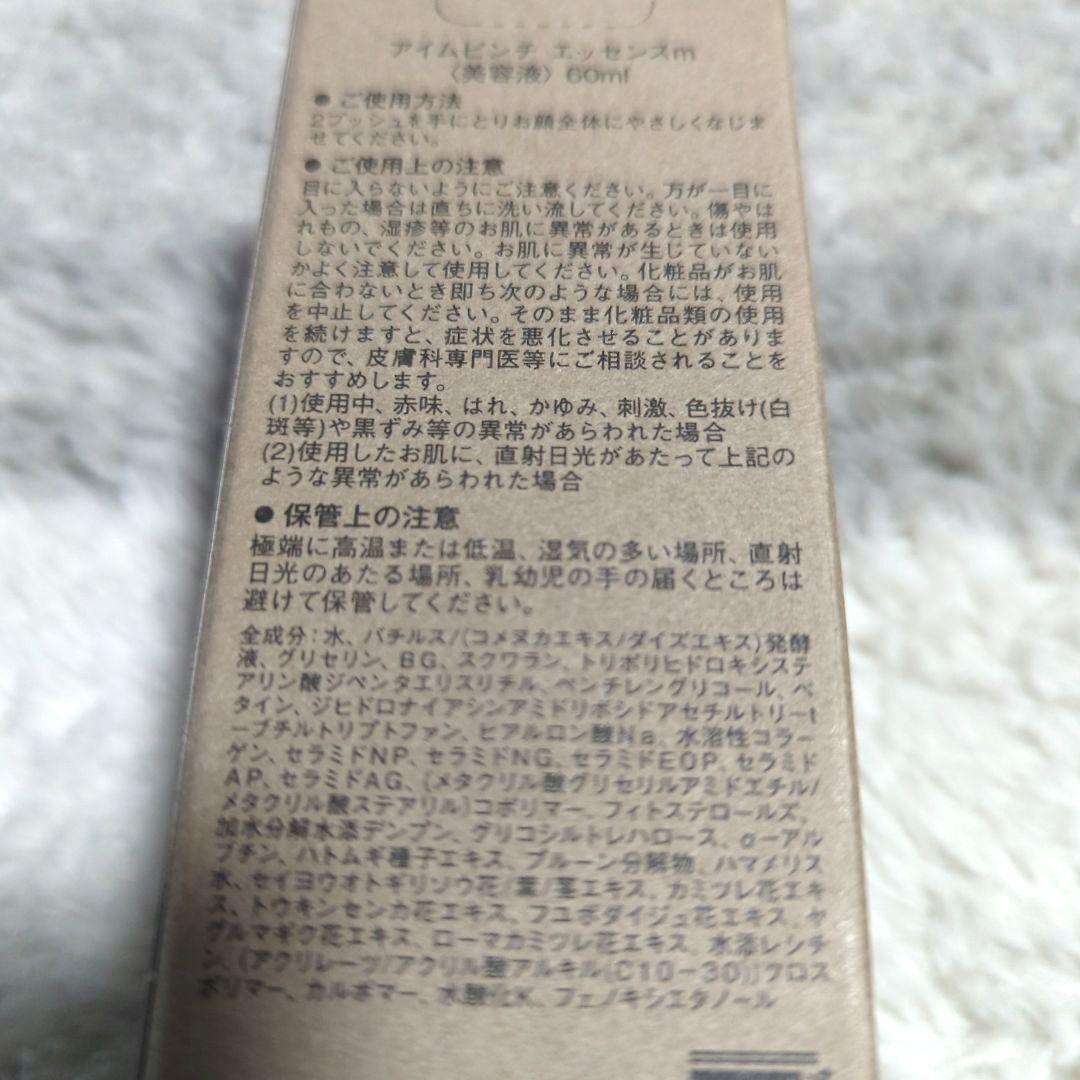 アイムピンチ エッセンスm
〈美容液〉60ml
● ご使用方法
2プッシュを手にとりお顔全体にやさしくなじま
せてください。
● ご使用上の注意
目に入らないようにご注意ください。万が一目に
入った場合は直ちに洗い流してください。傷やは
れもの、湿疹等のお肌に異常があるときは使用
しないでください。お肌に異常が生じていない
かよく注意して使用してください。化粧品がお肌
に合わないとき即ち次のような場合には、使用
を中止してください。そのまま化粧品類の使用
を続けますと、症状を悪化させることがありま
すので、皮膚科専門医等にご相談されることを
おすすめします。
(1)使用中、赤味、はれ、かゆみ、刺激、色抜け(白
斑等)や黒ずみ等の異常があらわれた場合
(2)使用したお肌に、直射日光があたって上記の
ような異常があらわれた場合
● 保管上の注意
極端に高温または低温、湿気の多い場所、直射
日光のあたる場所、乳幼児の手の届くところは
避けて保管してください。
全成分：水、バチルス/(コメヌカエキス/ダイズエキス)発酵
液、グリセリン、BG、スクワラン、トリポリヒドロキシステ
アリン酸ジペンタエリスリチル、ペンチレングリコール、ベ
タイン、ジヒドロナイアシンアミドリボシドアセチルトリーt
ーブチルトリプトファン、ヒアルロン酸Na、水溶性コラー
ゲン、セラミドNP、セラミドNG、セラミドEOP、セラミド
AP、セラミドAG、(メタクリル酸グリセリルアミドエチル/
メタクリル酸ステアリル)コポリマー、フィトステロールズ、
加水分解水添デンプン、グリコシルトレハロース、α-アル
ブチン、ハトムギ種子エキス、プルーン分解物、ハマメリス
水、セイヨウオトギリソウ花/葉/茎エキス、カミツレ花エキ
ス、トウキンセンカ花エキス、フユボダイジュ花エキス、ヤ
グルマギク花エキス、ローマカミツレ花エキス、水添レシチ
ン、(アクリレーツ/アクリル酸アルキル(C10-30))クロス
ポリマー、カルボマー、水酸化K、フェノキシエタノール